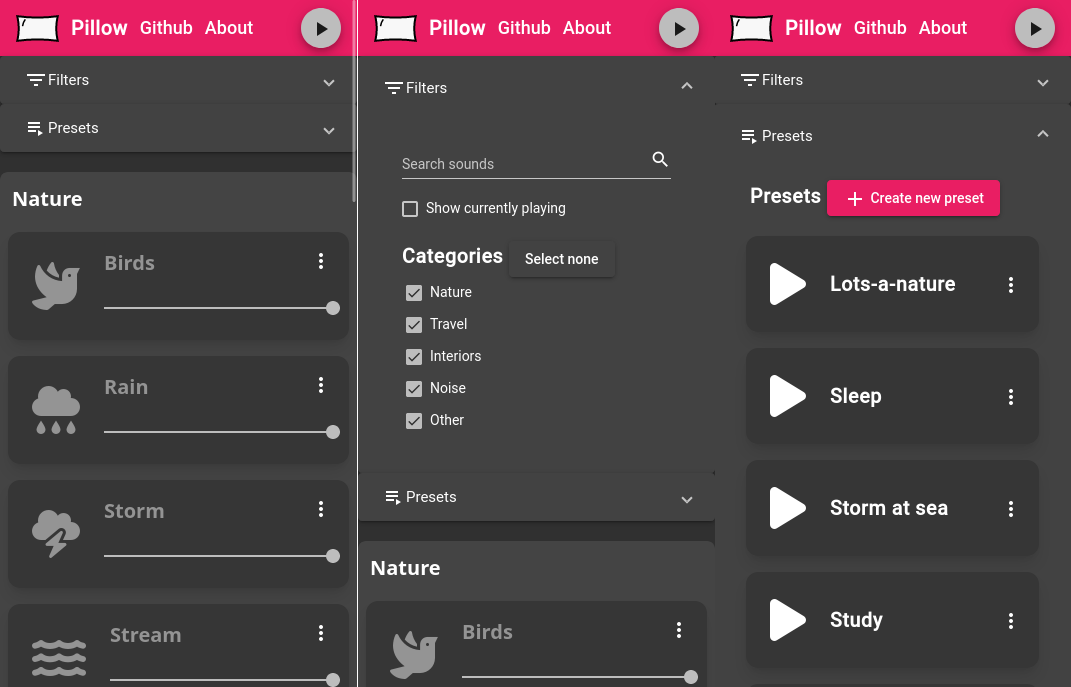 Pillow Github About
Filters
Presets
Nature
Birds
Rain
Storm
Stream
Pillow Github About
Filters
Search sounds
Show currently playing
Categories Select none
Nature
Travel
Interiors
Noise
Other
Presets
Nature
Birds
Pillow Github About
Filters
Presets
Presets Create new preset
Lots-a-nature
Sleep
Storm at sea
Study